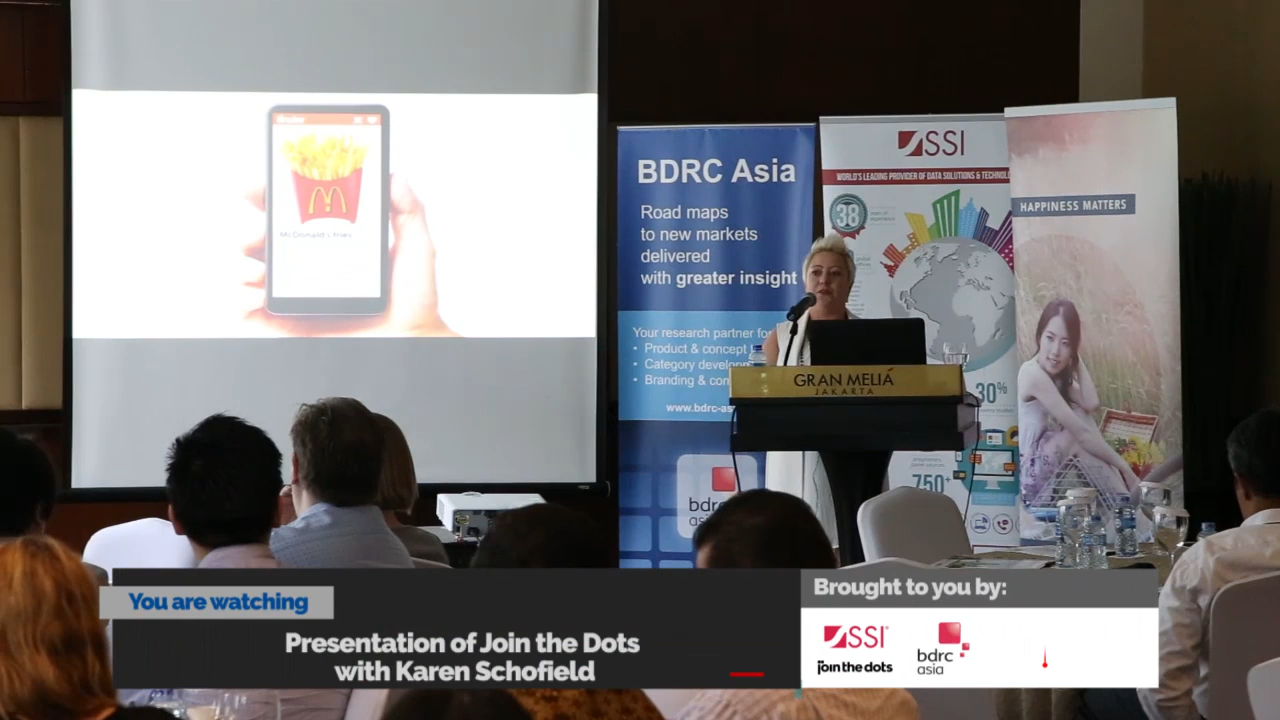 McDonald's Fries
BDRC Asia
Road maps
to new markets
delivered
with greater insight
Your research partner for
• Product & concept
• Category develop
• Branding & con
www.bdrc-as
bdrc
asia
SSI
WORLD'S LEADING PROVIDER OF DATA SOLUTIONS & TECHNOL
38
30%
750+
HAPPINESS MATTERS
GRAN MELIÁ
JAKARTA
You are watching
Presentation of Join the Dots
with Karen Schofield
Brought to you by:
SSI
join the dots
bdrc
asia